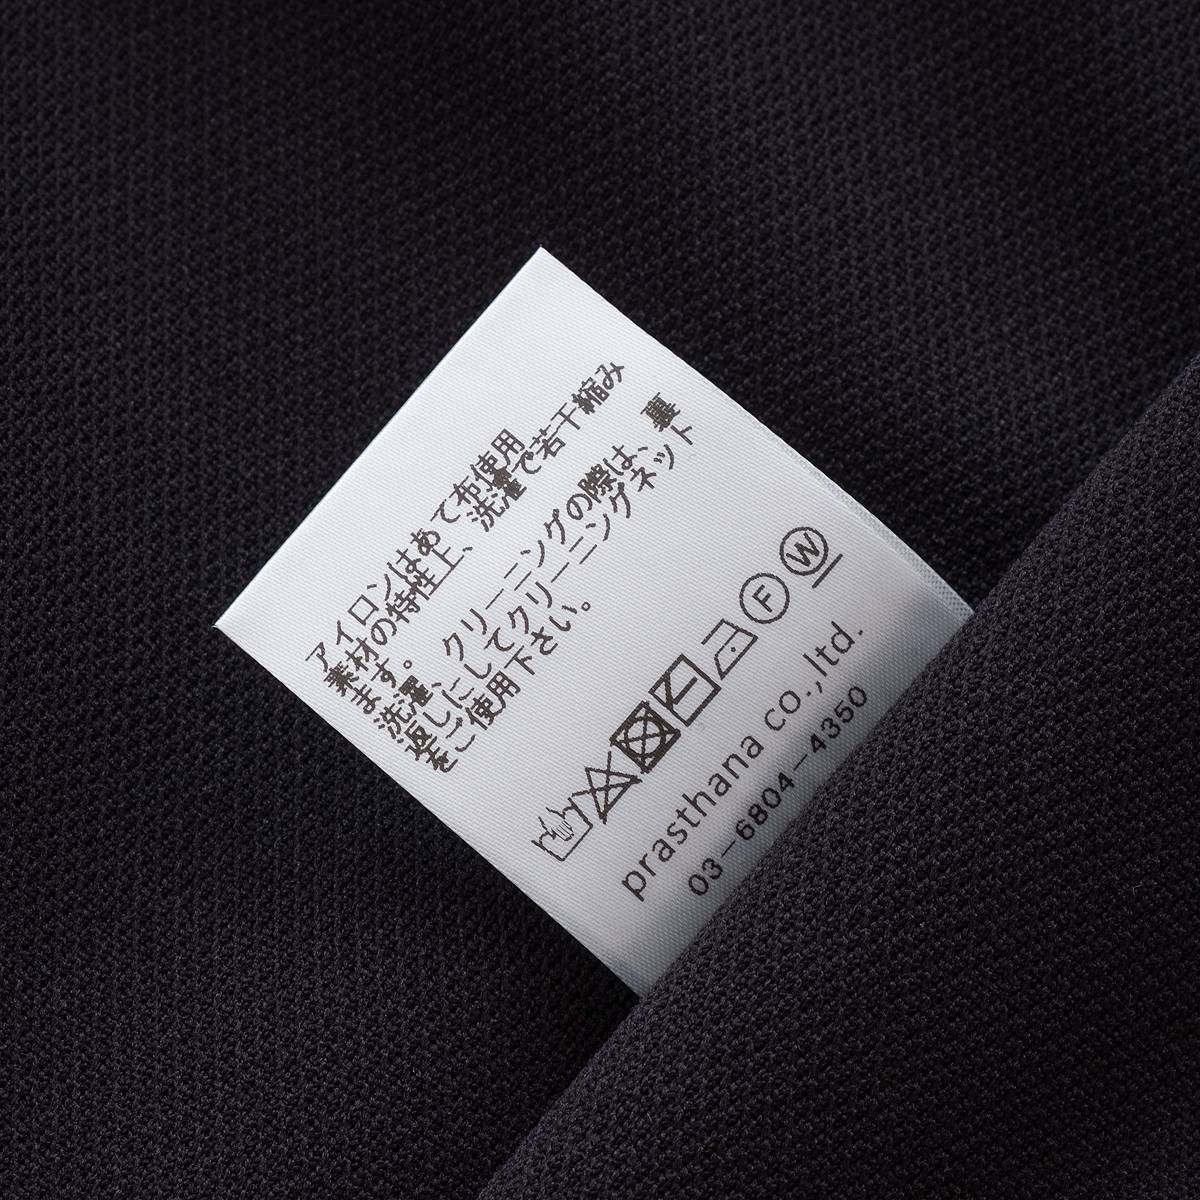 アイロンはあて布使用
素材の特性上、洗濯で若干縮み
ます。
洗濯、クリーニングの際は、裏
返しにしてクリーニングネット
をご使用下さい。
F W
prasthana co.,ltd.
03-6804-4350